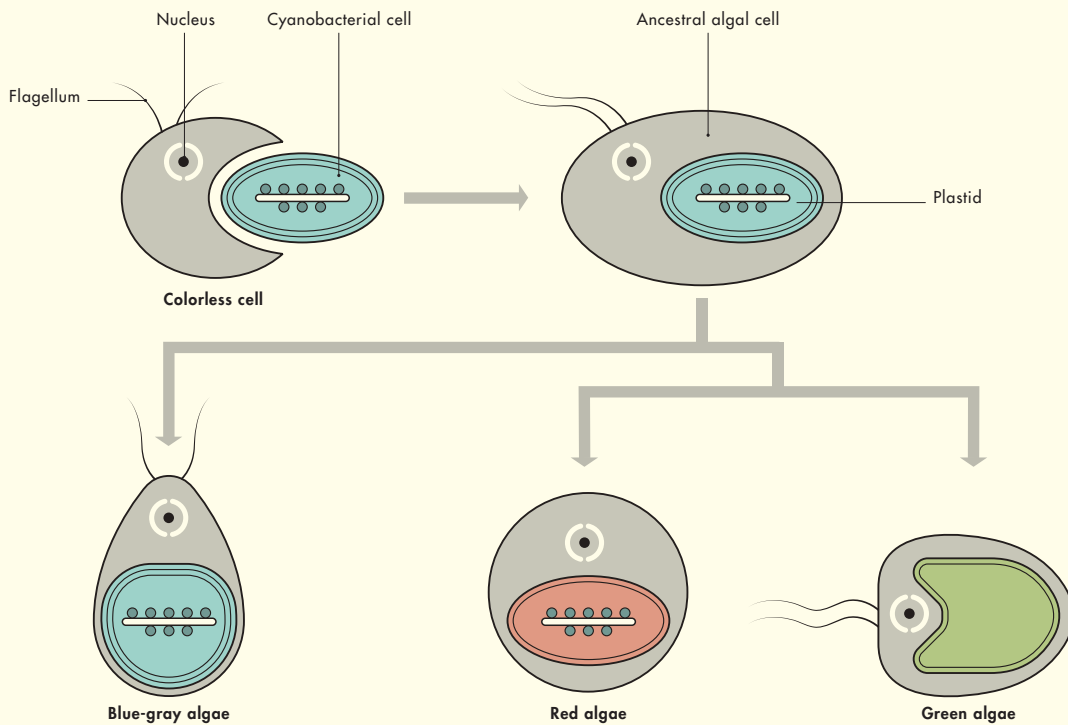 Nucleus
Cyanobacterial cell
Ancestral algal cell
Flagellum
Plastid
Colorless cell
Blue-gray algae
Red algae
Green algae